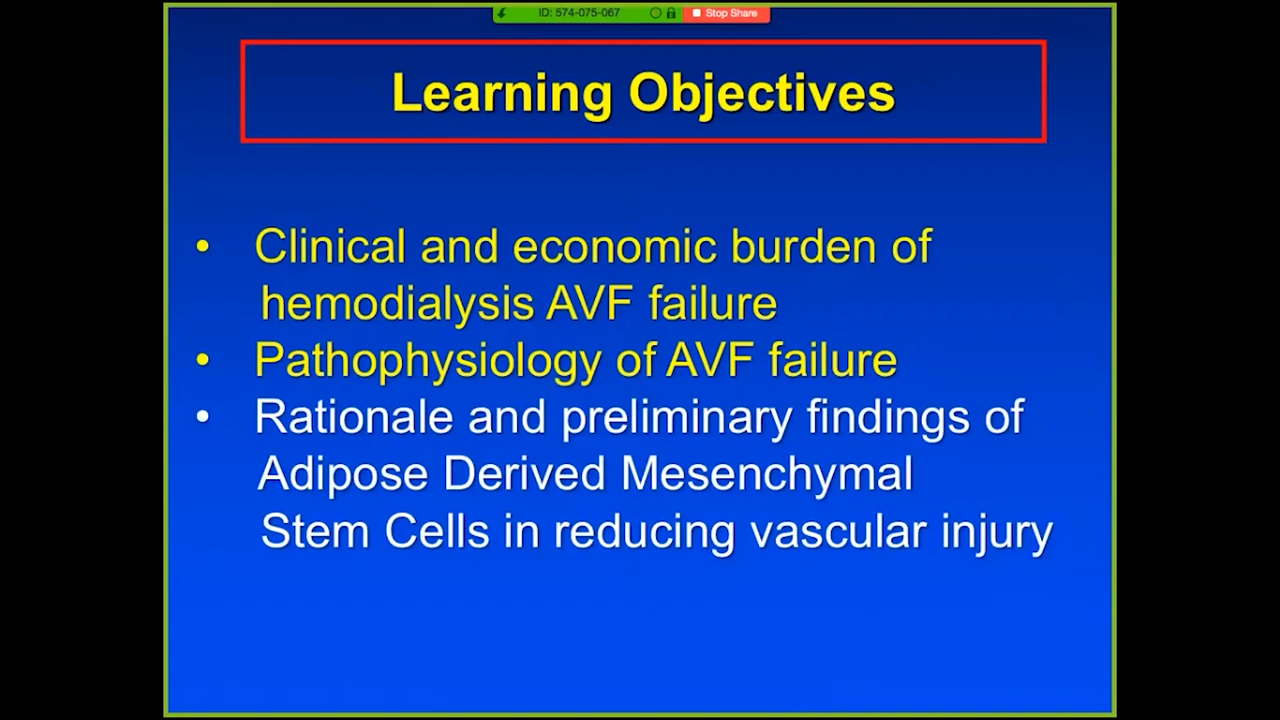 ID: 574-075-067 Stop Share
Learning Objectives
• Clinical and economic burden of
hemodialysis AVF failure
• Pathophysiology of AVF failure
• Rationale and preliminary findings of
Adipose Derived Mesenchymal
Stem Cells in reducing vascular injury